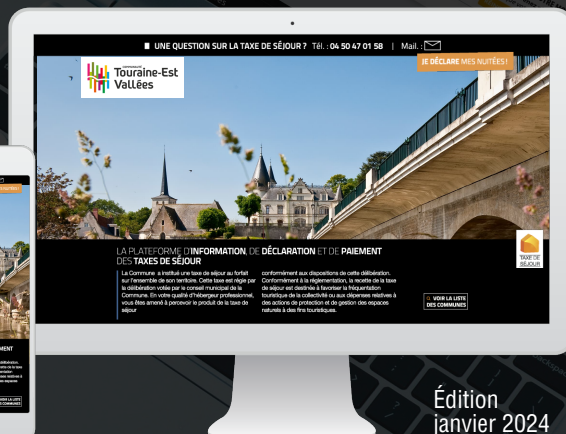 UNE QUESTION SUR LA TAXE DE SÉJOUR ? Tél. : 04 50 47 01 58 | Mail. :
JE DÉCLARE MES NUITÉES !
COMMUNAUTÉ
Touraine-Est
Vallées
TAXE DE
SÉJOUR
LA PLATEFORME D'INFORMATION, DE DÉCLARATION ET DE PAIEMENT
DES TAXES DE SÉJOUR
La Commune a institué une taxe de séjour au forfait
sur l'ensemble de son territoire. Cette taxe est régie par
la délibération votée par le conseil municipal de la
Commune. En votre qualité d'hébergeur professionnel,
vous êtes amené à percevoir le produit de la taxe de
séjour
conformément aux dispositions de cette délibération.
Conformément à la réglementation, la recette de la taxe
de séjour est destinée à favoriser la fréquentation
touristique de la collectivité ou aux dépenses relatives à
des actions de protection et de gestion des espaces
naturels à des fins touristiques.
VOIR LA LISTE
DES COMMUNES
Édition
janvier 2024